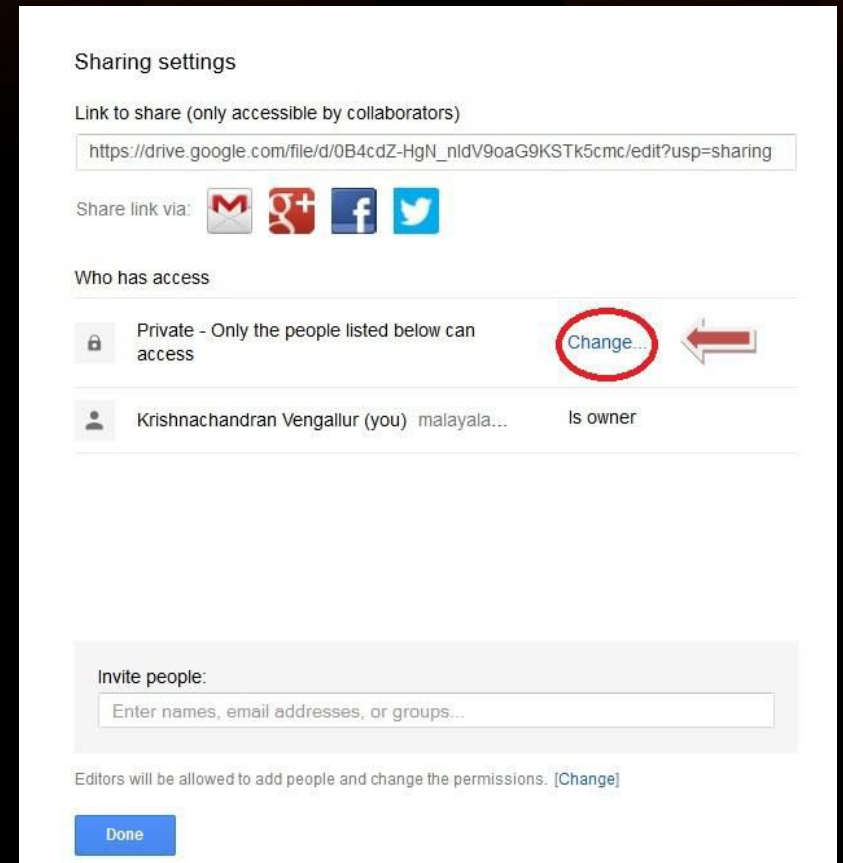 Sharing settings
Link to share (only accessible by collaborators)
https://drive.google.com/file/d/0B4cdZ-HgN_nldV9oaG9KSTk5cmc/edit?usp=sharing
Share link via: M g+ f
Who has access
Private - Only the people listed below can access Change...
Krishnachandran Vengallur (you) malayala... Is owner
Invite people:
Enter names, email addresses, or groups...
Editors will be allowed to add people and change the permissions. [Change]
Done